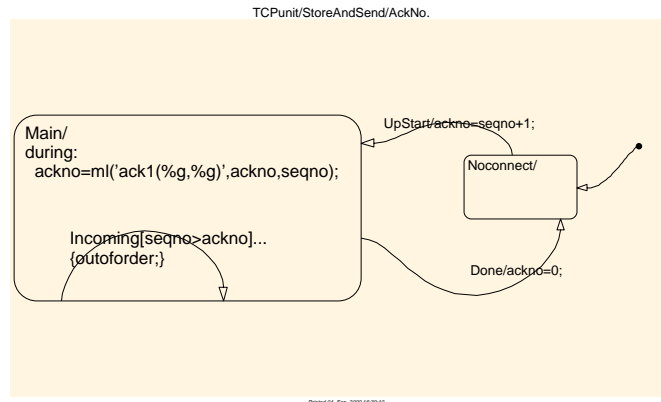 TCPunit/StoreAndSend/AckNo.
Main/
during:
ackno=ml('ack1(%g,%g)',ackno,seqno);
Incoming[seqno>ackno]...
{outoforder;}
UpStart/ackno=seqno+1;
Noconnect/
Done/ackno=0;